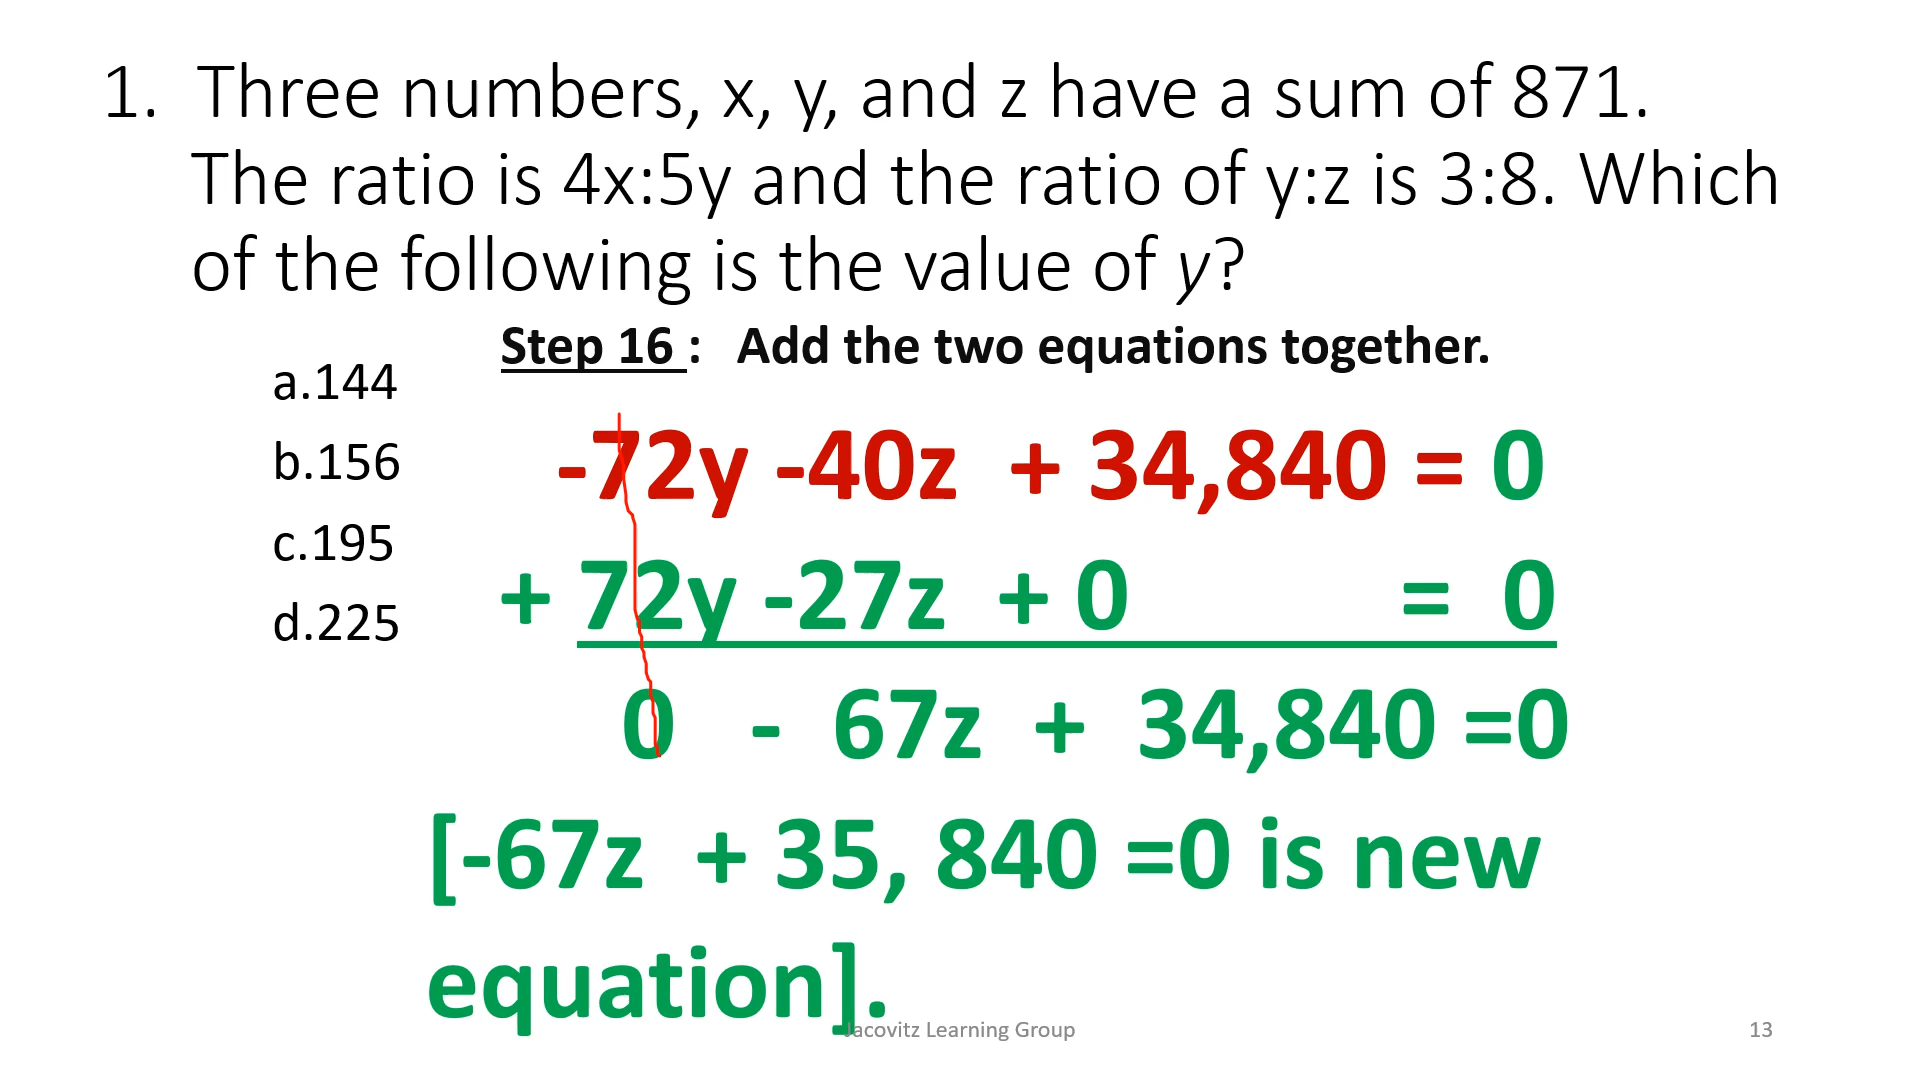 1. Three numbers, x, y, and z have a sum of 871.
The ratio is 4x:5y and the ratio of y:z is 3:8. Which
of the following is the value of y?
Step 16 : Add the two equations together.
a.144
b.156
c.195
d.225
-72y -40z + 34,840 = 0
+ 72y -27z + 0 = 0
0 - 67z + 34,840 =0
[-67z + 35, 840 =0 is new
equation].
Jacovitz Learning Group
13